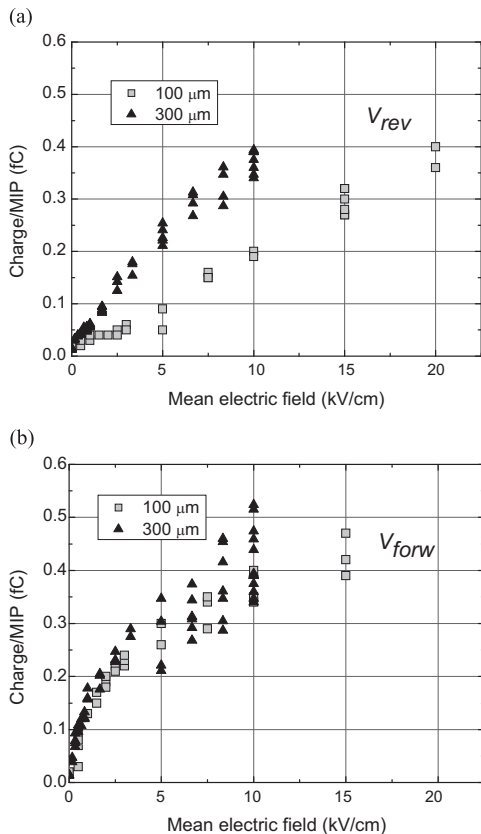 (a)
0.6
0.5
0.4
0.3
0.2
0.1
0.0
Charge/MIP (fC)
100 μm
300 μm
V_rev
0 5 10 15 20
Mean electric field (kV/cm)
(b)
0.6
0.5
0.4
0.3
0.2
0.1
0.0
Charge/MIP (fC)
100 μm
300 μm
V_forw
0 5 10 15 20
Mean electric field (kV/cm)